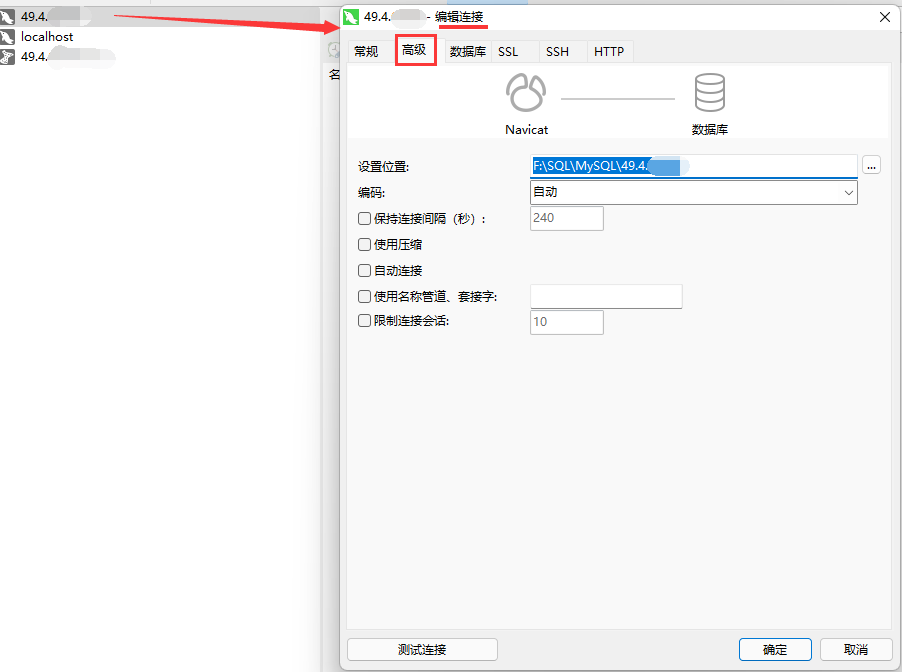 49.4.
localhost
49.4.
名
49.4. - 编辑连接
常规 高级 数据库 SSL SSH HTTP
Navicat 数据库
设置位置: F:\SQL\MySQL\49.4. ...
编码: 自动
保持连接间隔（秒）: 240
使用压缩
自动连接
使用名称管道、套接字:
限制连接会话: 10
测试连接 确定 取消